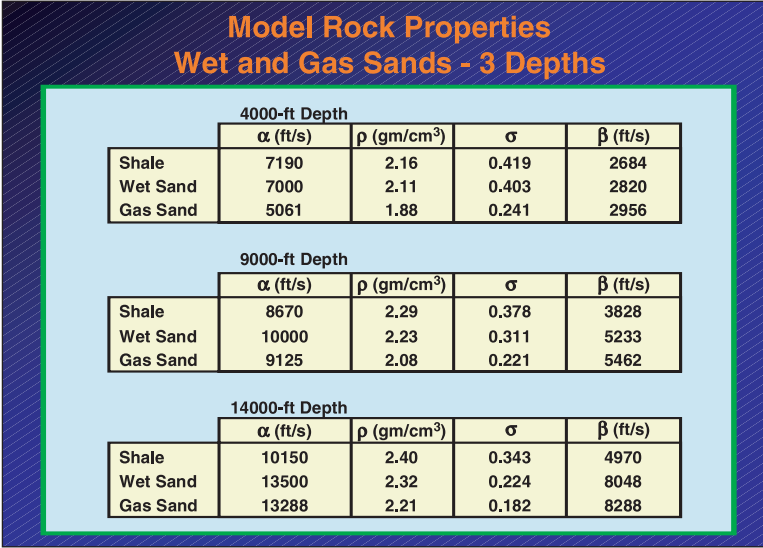 Model Rock Properties
Wet and Gas Sands - 3 Depths
4000-ft Depth
α (ft/s) ρ (gm/cm³) σ β (ft/s)
Shale 7190 2.16 0.419 2684
Wet Sand 7000 2.11 0.403 2820
Gas Sand 5061 1.88 0.241 2956
9000-ft Depth
α (ft/s) ρ (gm/cm³) σ β (ft/s)
Shale 8670 2.29 0.378 3828
Wet Sand 10000 2.23 0.311 5233
Gas Sand 9125 2.08 0.221 5462
14000-ft Depth
α (ft/s) ρ (gm/cm³) σ β (ft/s)
Shale 10150 2.40 0.343 4970
Wet Sand 13500 2.32 0.224 8048
Gas Sand 13288 2.21 0.182 8288